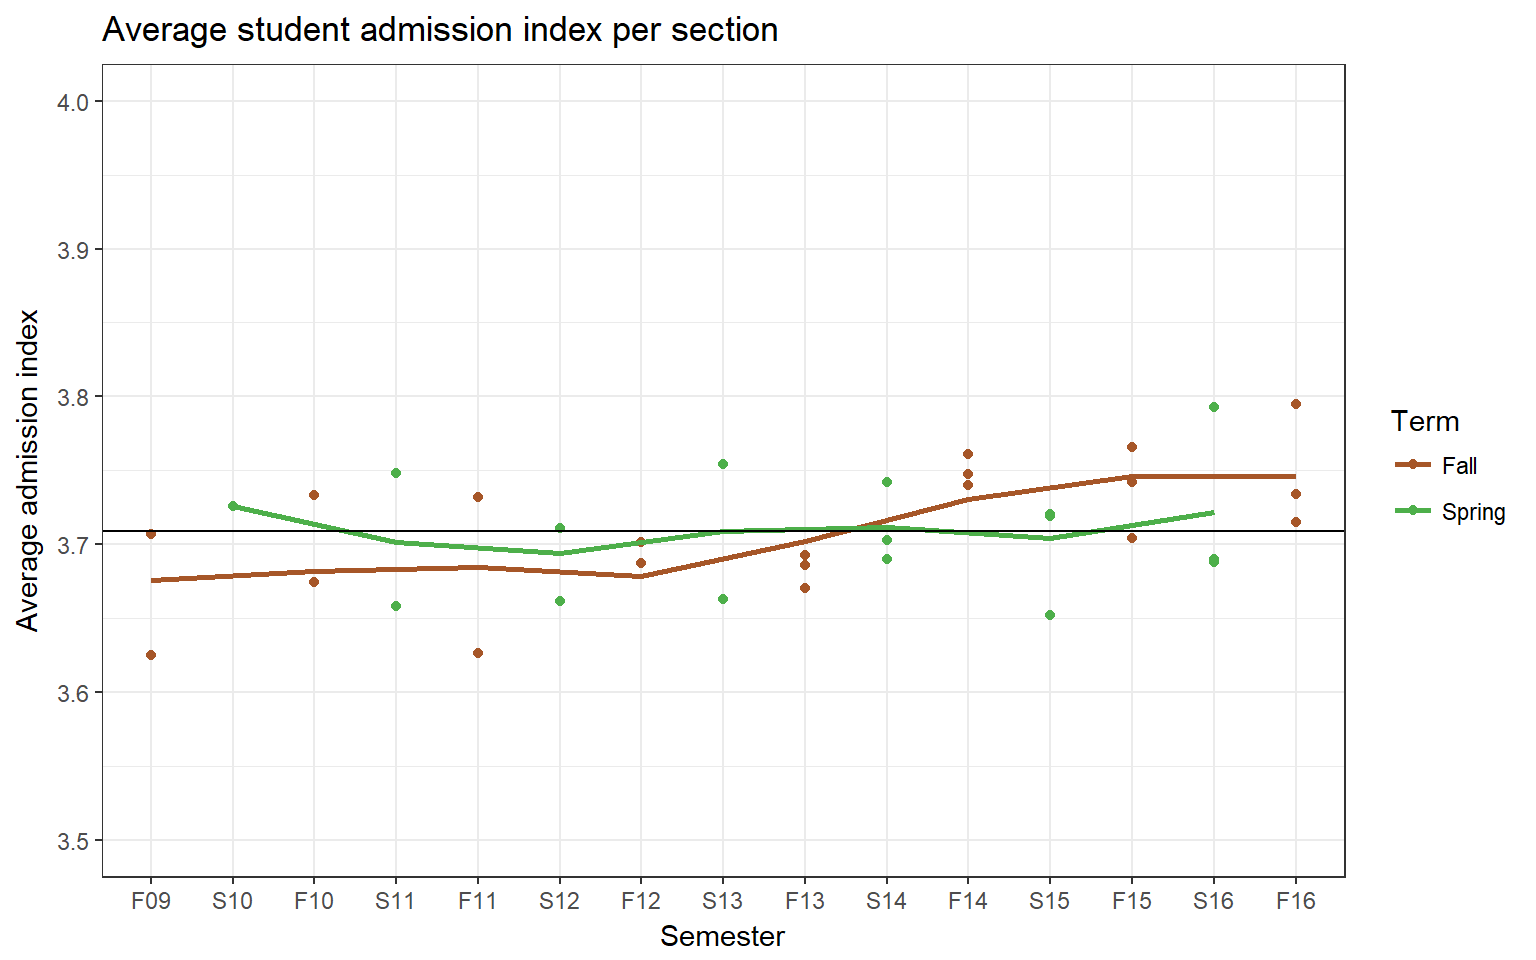 Average student admission index per section
Average admission index
4.0
3.9
3.8
3.7
3.6
3.5
F09 S10 F10 S11 F11 S12 F12 S13 F13 S14 F14 S15 F15 S16 F16
Semester
Term
Fall
Spring